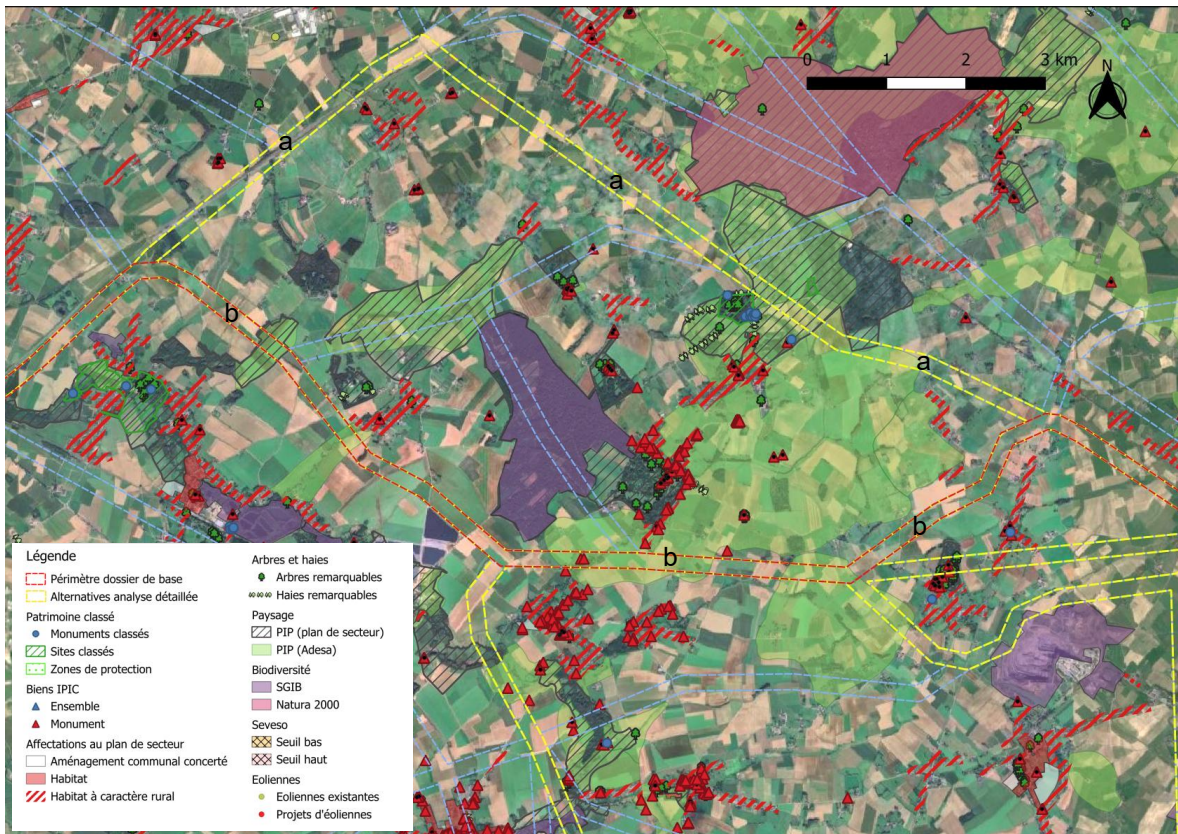 0 1 2 3 km
N
a
a
a
b
b
b
Légende
Périmètre dossier de base
Alternatives analyse détaillée
Patrimoine classé
Monuments classés
Sites classés
Zones de protection
Biens IPIC
Ensemble
Monument
Affectations au plan de secteur
Aménagement communal concerté
Habitat
Habitat à caractère rural
Arbres et haies
Arbres remarquables
Haies remarquables
Paysage
PIP (plan de secteur)
PIP (Adesa)
Biodiversité
SGIB
Natura 2000
Seveso
Seuil bas
Seuil haut
Eoliennes
Eoliennes existantes
Projets d'éoliennes